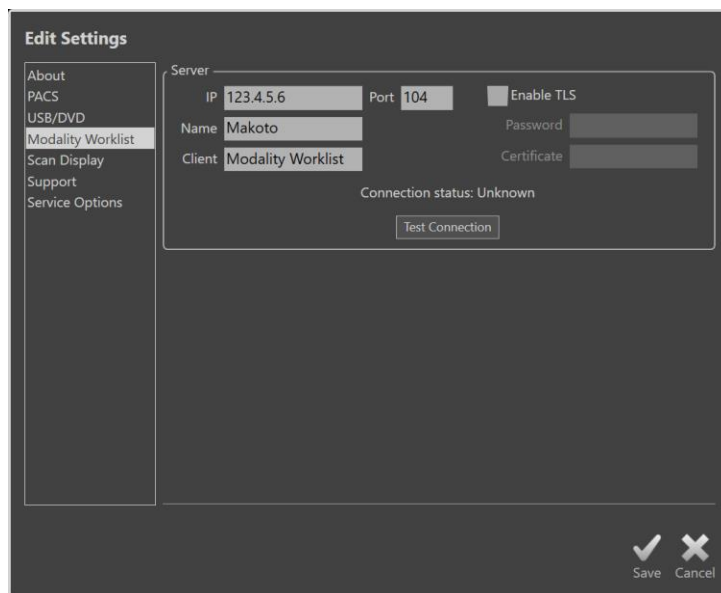 Edit Settings
About
PACS
USB/DVD
Modality Worklist
Scan Display
Support
Service Options
Server
IP 123.4.5.6 Port 104 Enable TLS
Name Makoto Password
Client Modality Worklist Certificate
Connection status: Unknown
Test Connection
Save Cancel